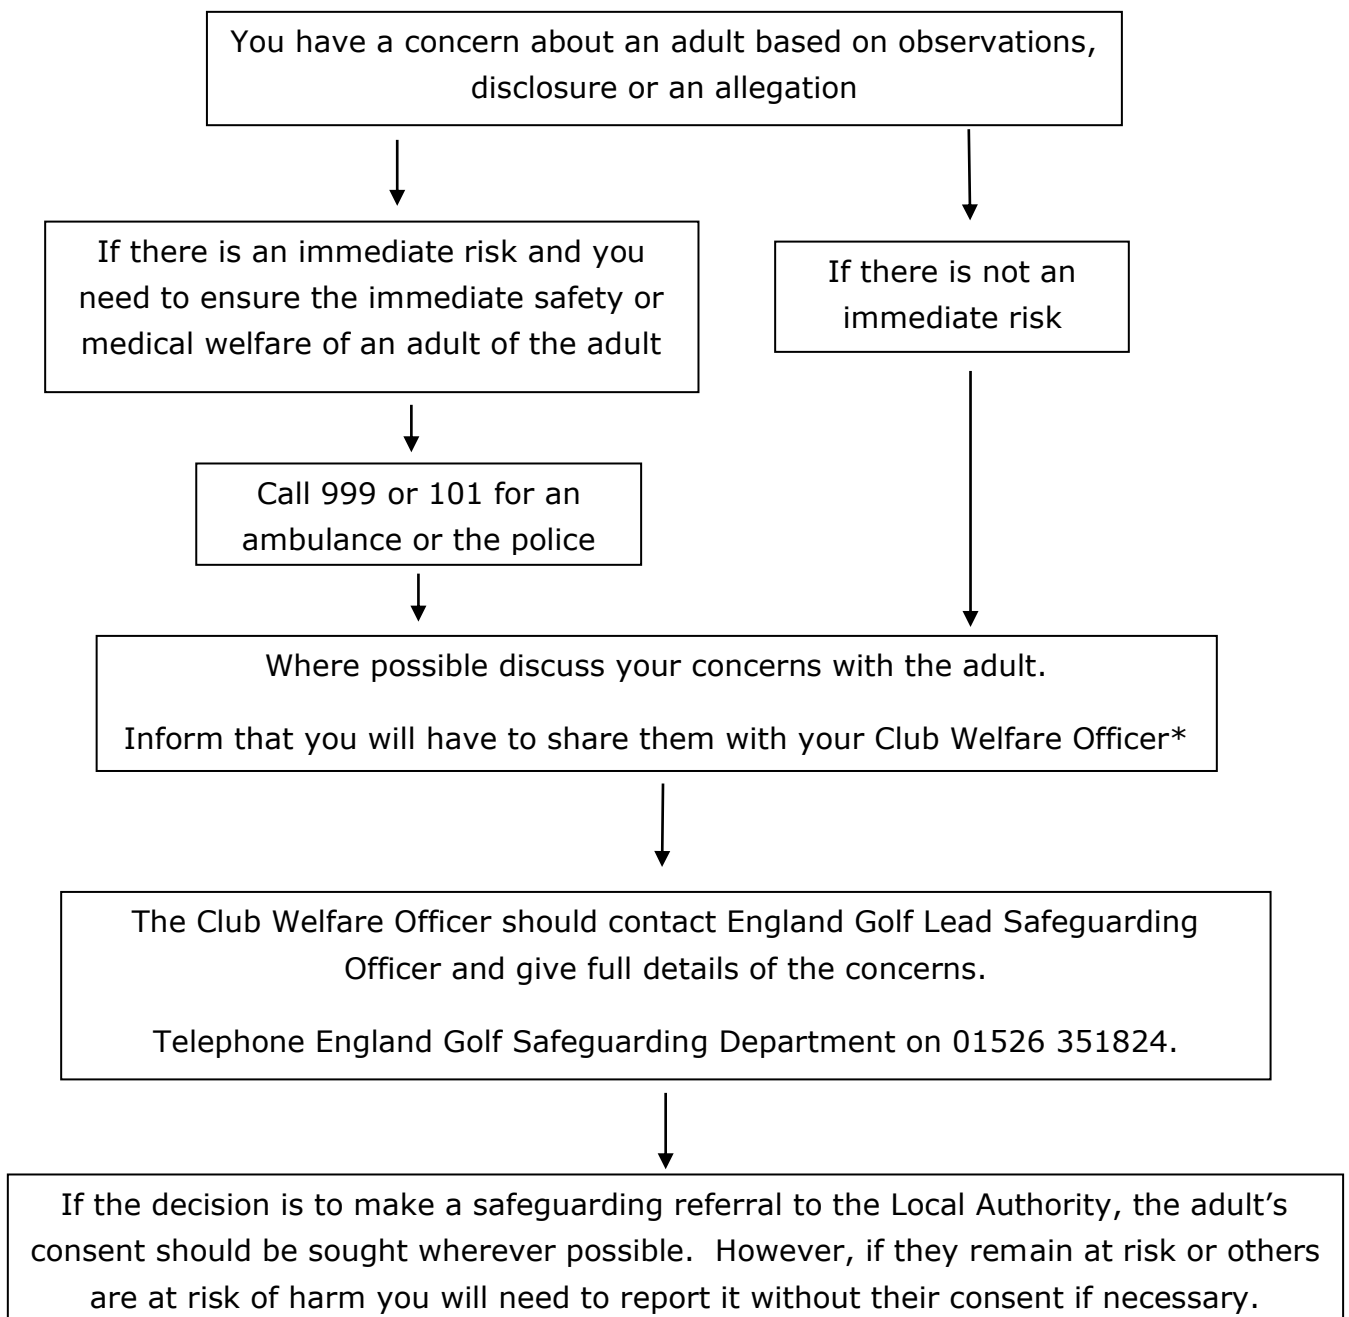 You have a concern about an adult based on observations,
disclosure or an allegation
If there is an immediate risk and you
need to ensure the immediate safety or
medical welfare of an adult of the adult
If there is not an
immediate risk
Call 999 or 101 for an
ambulance or the police
Where possible discuss your concerns with the adult.
Inform that you will have to share them with your Club Welfare Officer*
The Club Welfare Officer should contact England Golf Lead Safeguarding
Officer and give full details of the concerns.
Telephone England Golf Safeguarding Department on 01526 351824.
If the decision is to make a safeguarding referral to the Local Authority, the adult’s
consent should be sought wherever possible.  However, if they remain at risk or others
are at risk of harm you will need to report it without their consent if necessary.